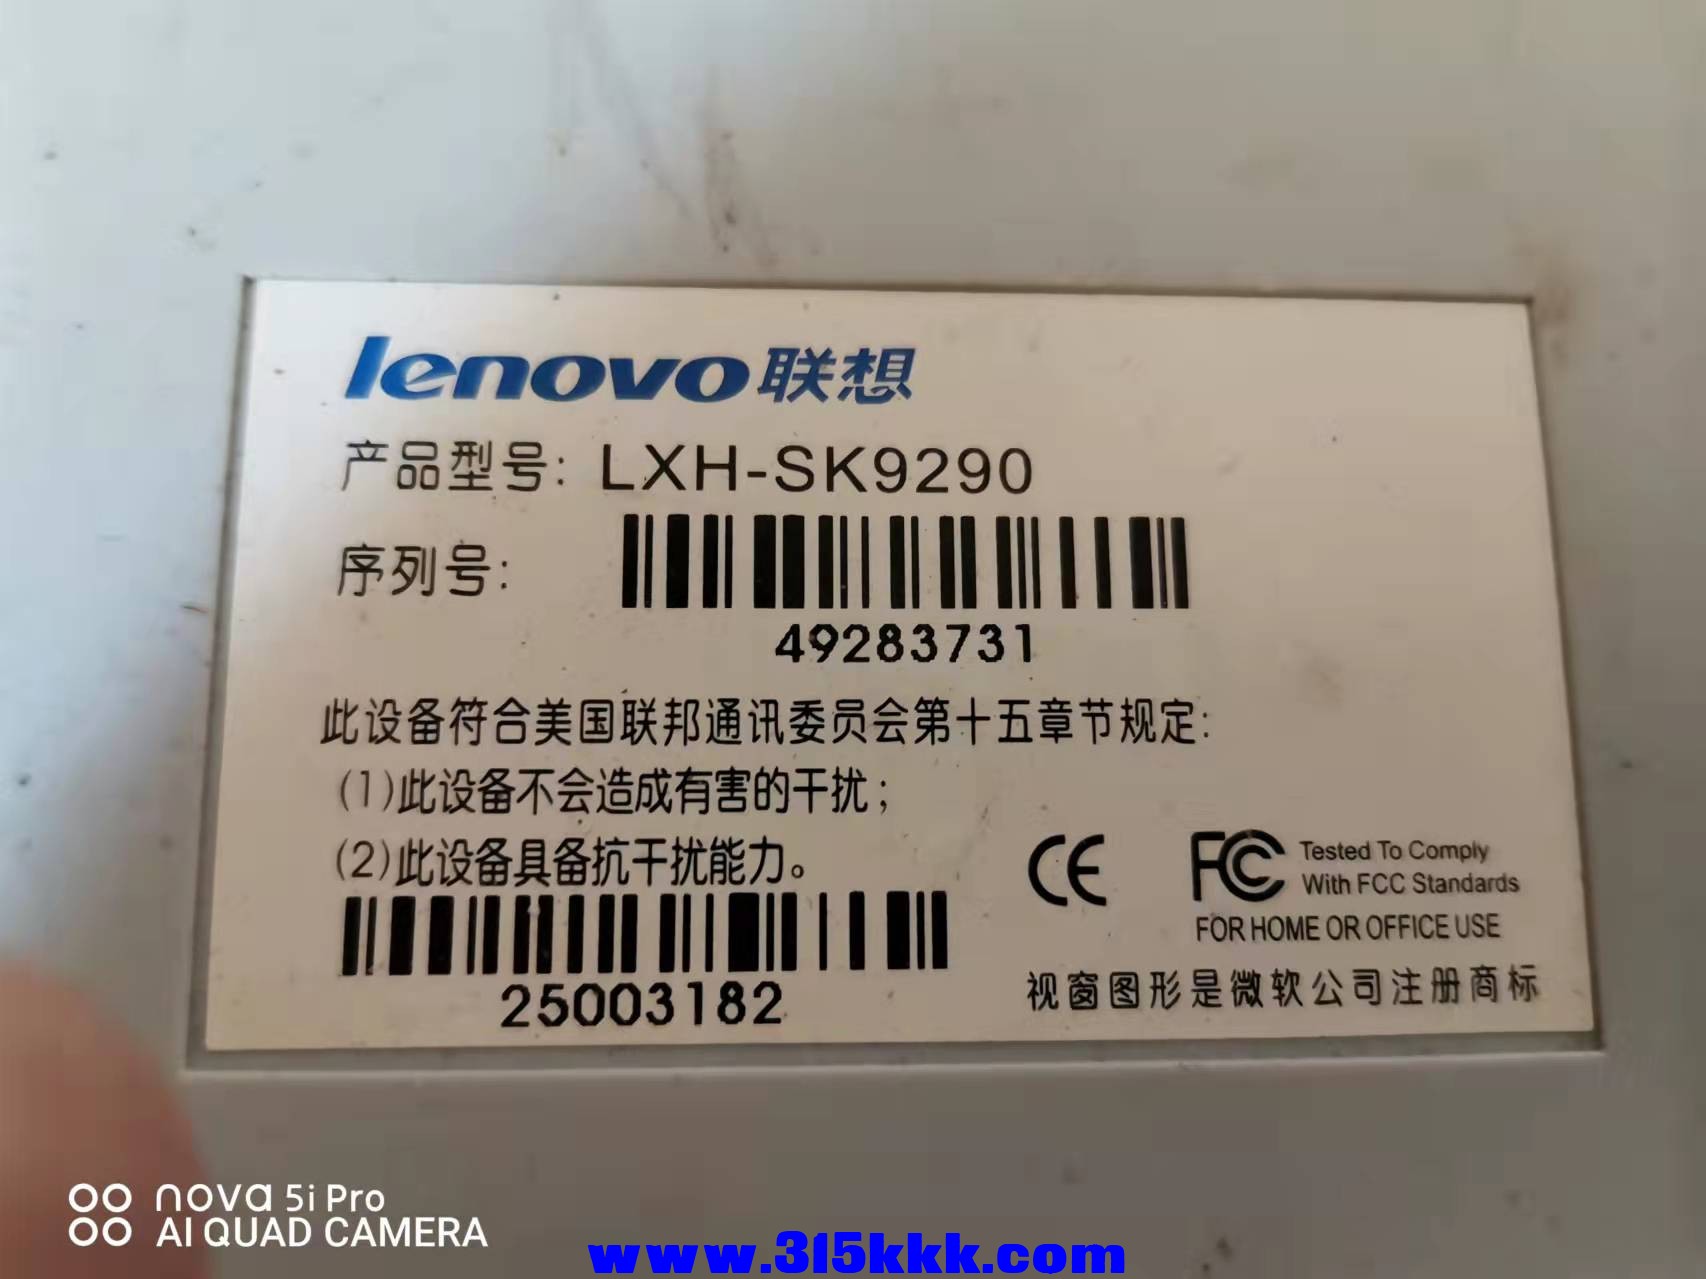 lenovo联想
产品型号: LXH-SK9290
序列号:
49283731
此设备符合美国联邦通讯委员会第十五章节规定:
(1)此设备不会造成有害的干扰;
(2)此设备具备抗干扰能力。
25003182
CE FC Tested To Comply
With FCC Standards
FOR HOME OR OFFICE USE
视窗图形是微软公司注册商标
nova 5i Pro
AI QUAD CAMERA
www.315kkk.com